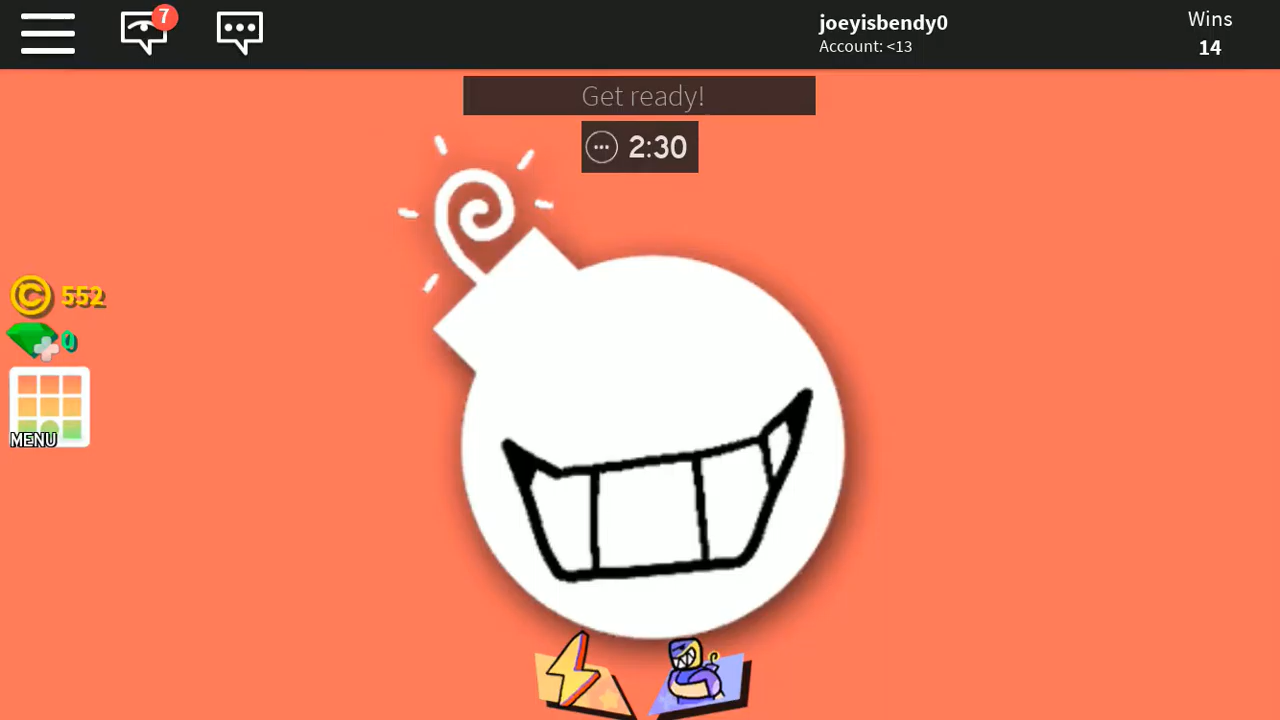 7
joeyisbendy0
Account: <13
Wins
14
Get ready!
2:30
552
0
MENU